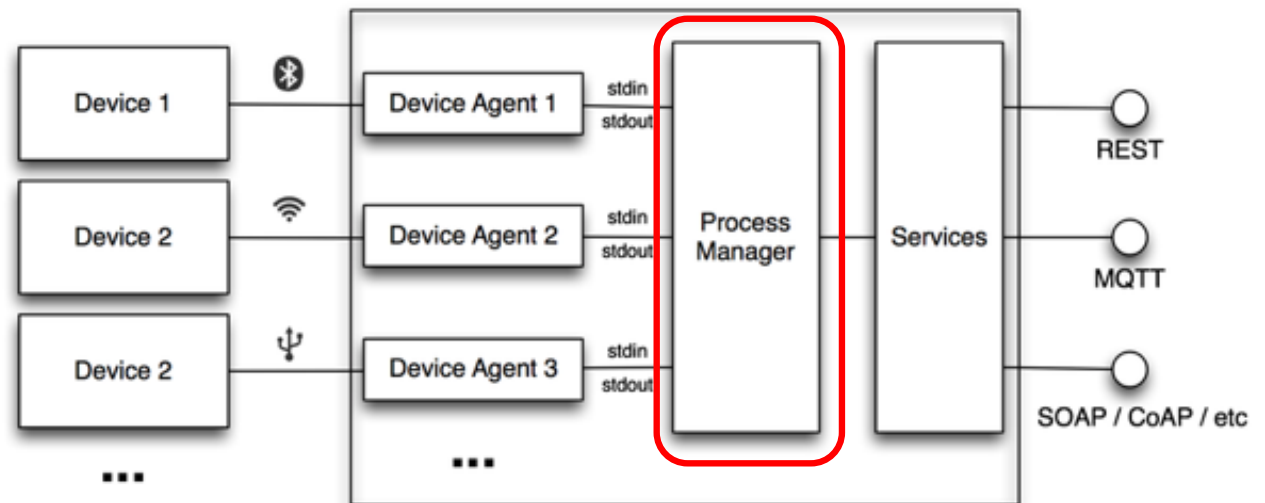 Device 1
Device Agent 1
stdin
stdout
REST
Device 2
Device Agent 2
stdin
stdout
Process
Manager
Services
MQTT
Device 2
Device Agent 3
stdin
stdout
SOAP / CoAP / etc
...
...